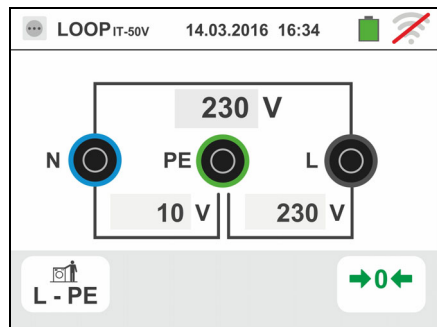 LOOP IT-50V 14.03.2016 16:34
230 V
N PE L
10 V 230 V
L - PE →0←